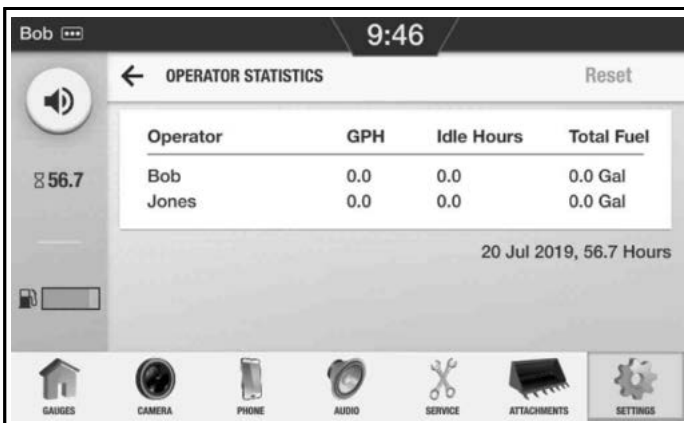 Bob
9:46
OPERATOR STATISTICS Reset
Operator GPH Idle Hours Total Fuel
Bob 0.0 0.0 0.0 Gal
Jones 0.0 0.0 0.0 Gal
56.7
20 Jul 2019, 56.7 Hours
GAUGES CAMERA PHONE AUDIO SERVICE ATTACHMENTS SETTINGS